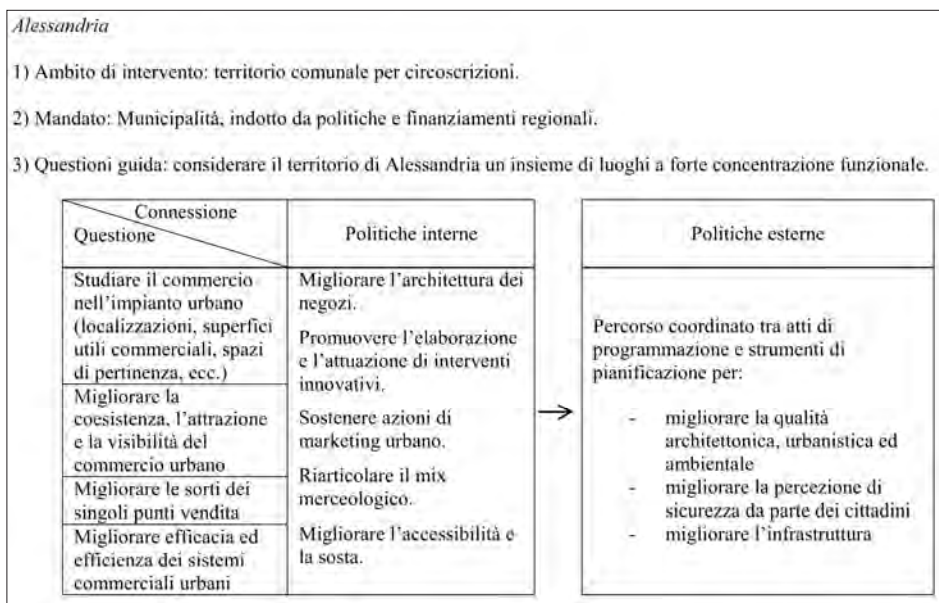 Alessandria
1) Ambito di intervento: territorio comunale per circoscrizioni.
2) Mandato: Municipalità, indotto da politiche e finanziamenti regionali.
3) Questioni guida: considerare il territorio di Alessandria un insieme di luoghi a forte concentrazione funzionale.
Connessione
Questione
Politiche interne
Politiche esterne
Studiare il commercio
nell'impianto urbano
(localizzazioni, superfici
utili commerciali, spazi
di pertinenza, ecc.)
Migliorare la
coesistenza, l'attrazione
e la visibilità del
commercio urbano
Migliorare le sorti dei
singoli punti vendita
Migliorare efficacia ed
efficienza dei sistemi
commerciali urbani
Migliorare l'architettura dei
negozi.
Promuovere l'elaborazione
e l'attuazione di interventi
innovativi.
Sostenere azioni di
marketing urbano.
Riarticolare il mix
merceologico.
Migliorare l'accessibilità e
la sosta.
Percorso coordinato tra atti di
programmazione e strumenti di
pianificazione per:
- migliorare la qualità
architettonica, urbanistica ed
ambientale
- migliorare la percezione di
sicurezza da parte dei cittadini
- migliorare l'infrastruttura